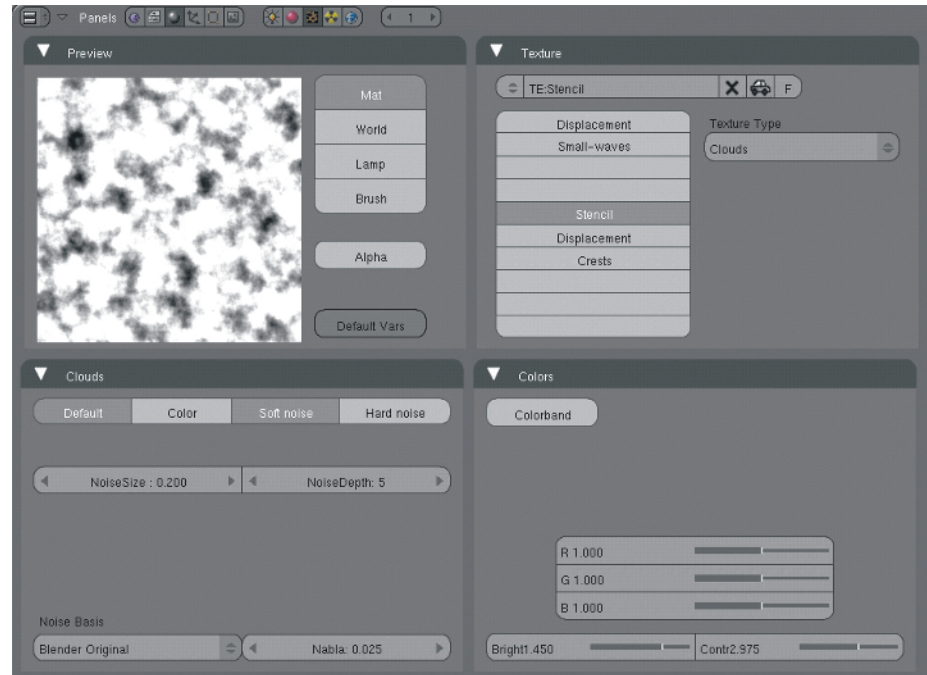 Panels
1
Preview
Mat
World
Lamp
Brush
Alpha
Default Vars
Texture
TE:Stencil
F
Displacement
Small-waves
Stencil
Displacement
Crests
Texture Type
Clouds
Clouds
Default Color Soft noise Hard noise
NoiseSize : 0.200 NoiseDepth: 5
Noise Basis
Blender Original Nabla: 0.025
Colors
Colorband
R 1.000
G 1.000
B 1.000
Bright1.450 Contr2.975